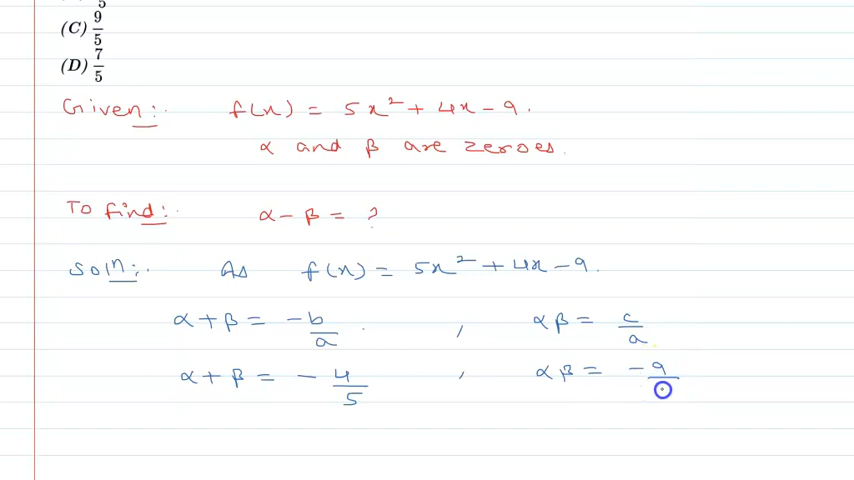 5
(C) 9/5
(D) 7/5
Given:. f(x) = 5x² + 4x - 9.
α and β are zeroes.
To find:. α - β = ?
Soln:. As f(x) = 5x² + 4x - 9.
α + β = -b/a . , αβ = c/a
α + β = - 4/5 , αβ = -9/